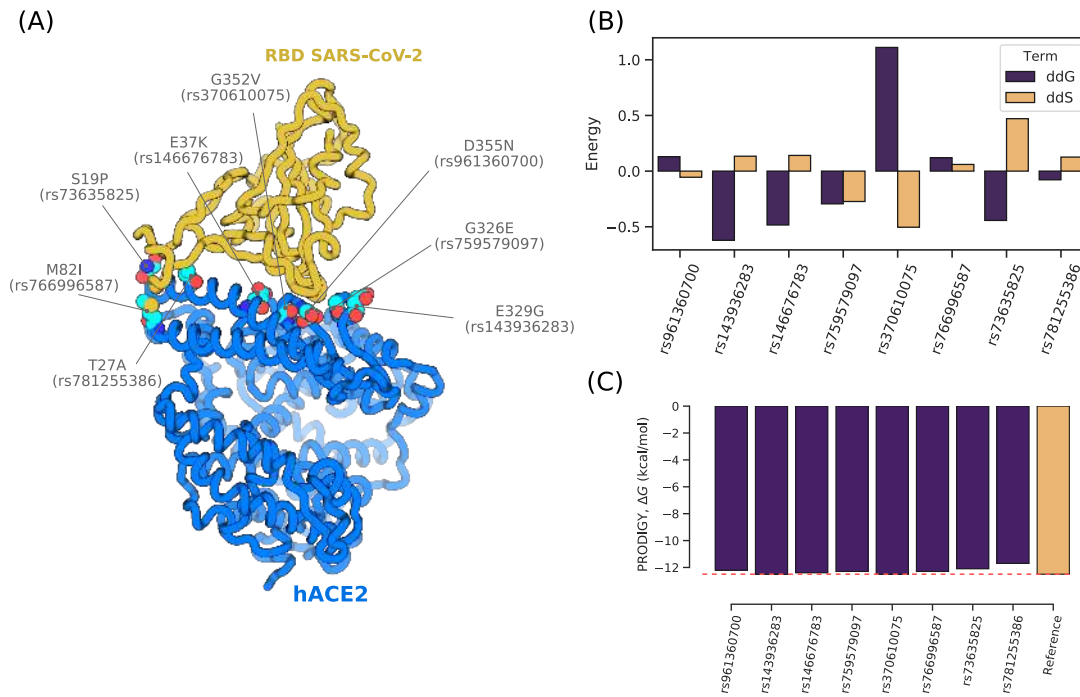 (A)
RBD SARS-CoV-2
G352V
(rs370610075)
E37K
(rs146676783)
D355N
(rs961360700)
S19P
(rs73635825)
G326E
(rs759579097)
M82I
(rs766996587)
E329G
(rs143936283)
T27A
(rs781255386)
hACE2
(B)
Term
ddG
ddS
Energy
1.0
0.5
0.0
−0.5
rs961360700
rs143936283
rs146676783
rs759579097
rs370610075
rs766996587
rs73635825
rs781255386
(C)
PRODIGY, ΔG (kcal/mol)
0
−2
−4
−6
−8
−10
−12
rs961360700
rs143936283
rs146676783
rs759579097
rs370610075
rs766996587
rs73635825
rs781255386
Reference